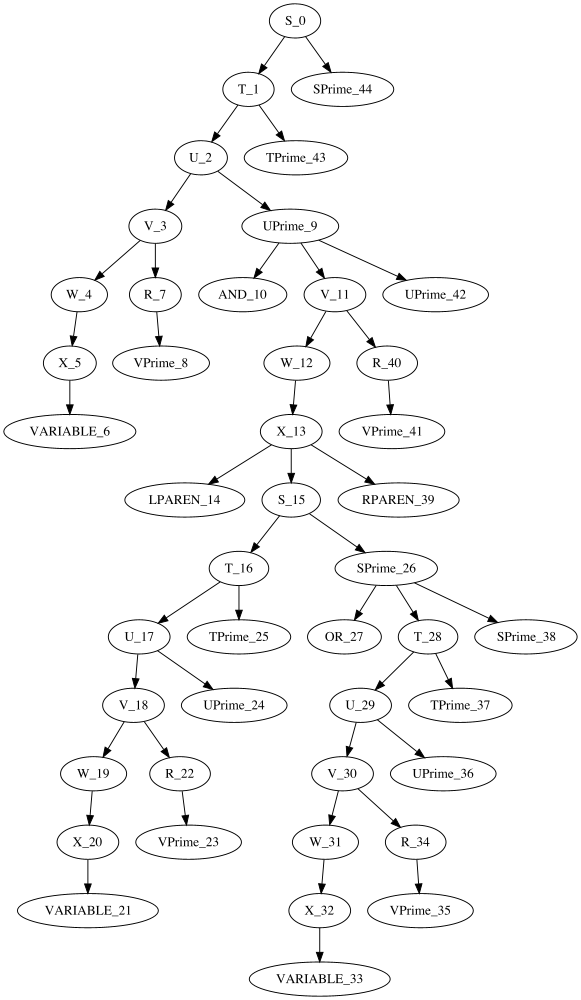 S_0
T_1
SPrime_44
U_2
TPrime_43
V_3
UPrime_9
W_4
R_7
AND_10
V_11
UPrime_42
X_5
VPrime_8
W_12
R_40
VARIABLE_6
X_13
VPrime_41
LPAREN_14
S_15
RPAREN_39
T_16
SPrime_26
U_17
TPrime_25
OR_27
T_28
SPrime_38
V_18
UPrime_24
U_29
TPrime_37
W_19
R_22
V_30
UPrime_36
X_20
VPrime_23
W_31
R_34
VARIABLE_21
X_32
VPrime_35
VARIABLE_33